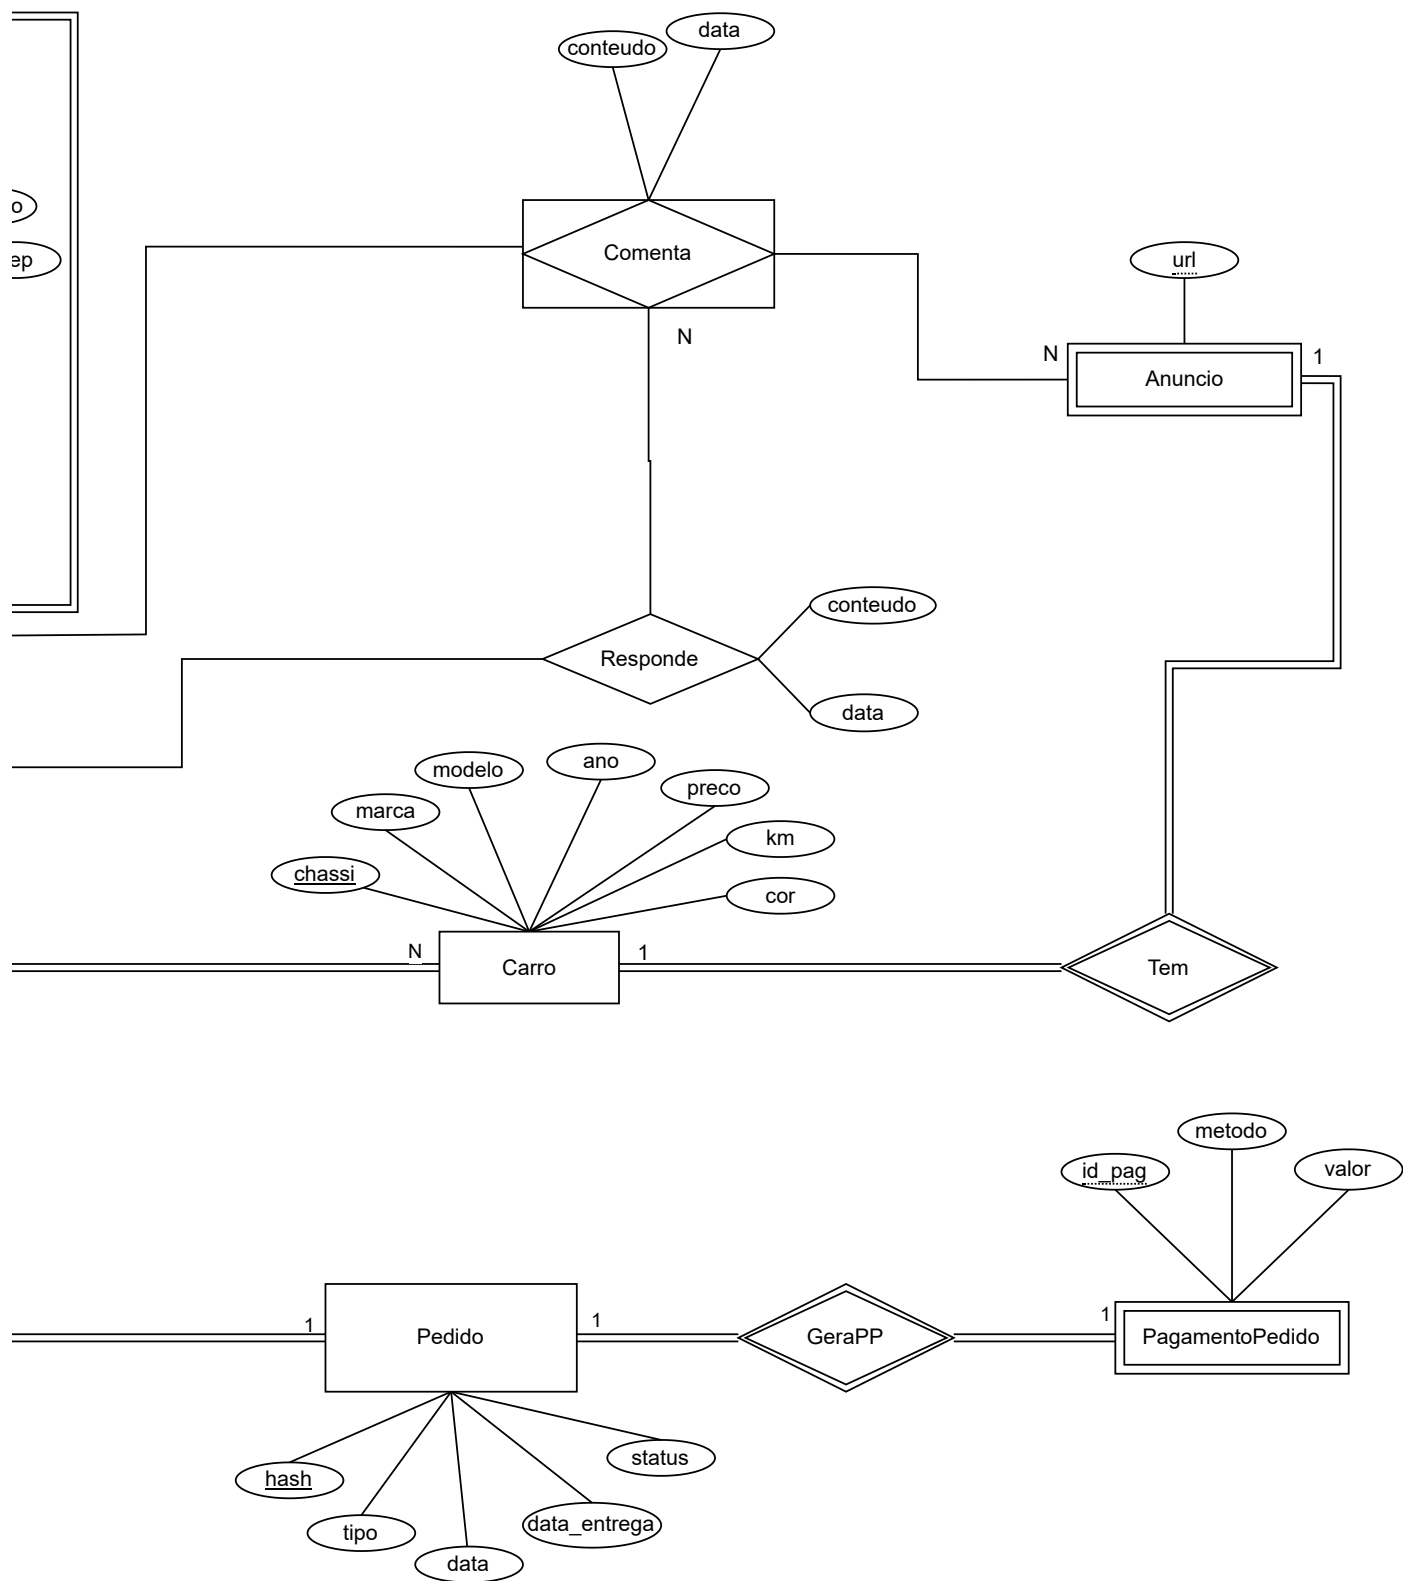 data
conteudo
o
ep
Comenta
url
N
N
1
Anuncio
conteudo
Responde
data
ano
modelo
preco
marca
km
chassi
cor
N
1
Carro
Tem
metodo
id_pag
valor
1
1
1
Pedido
GeraPP
PagamentoPedido
status
hash
data_entrega
tipo
data